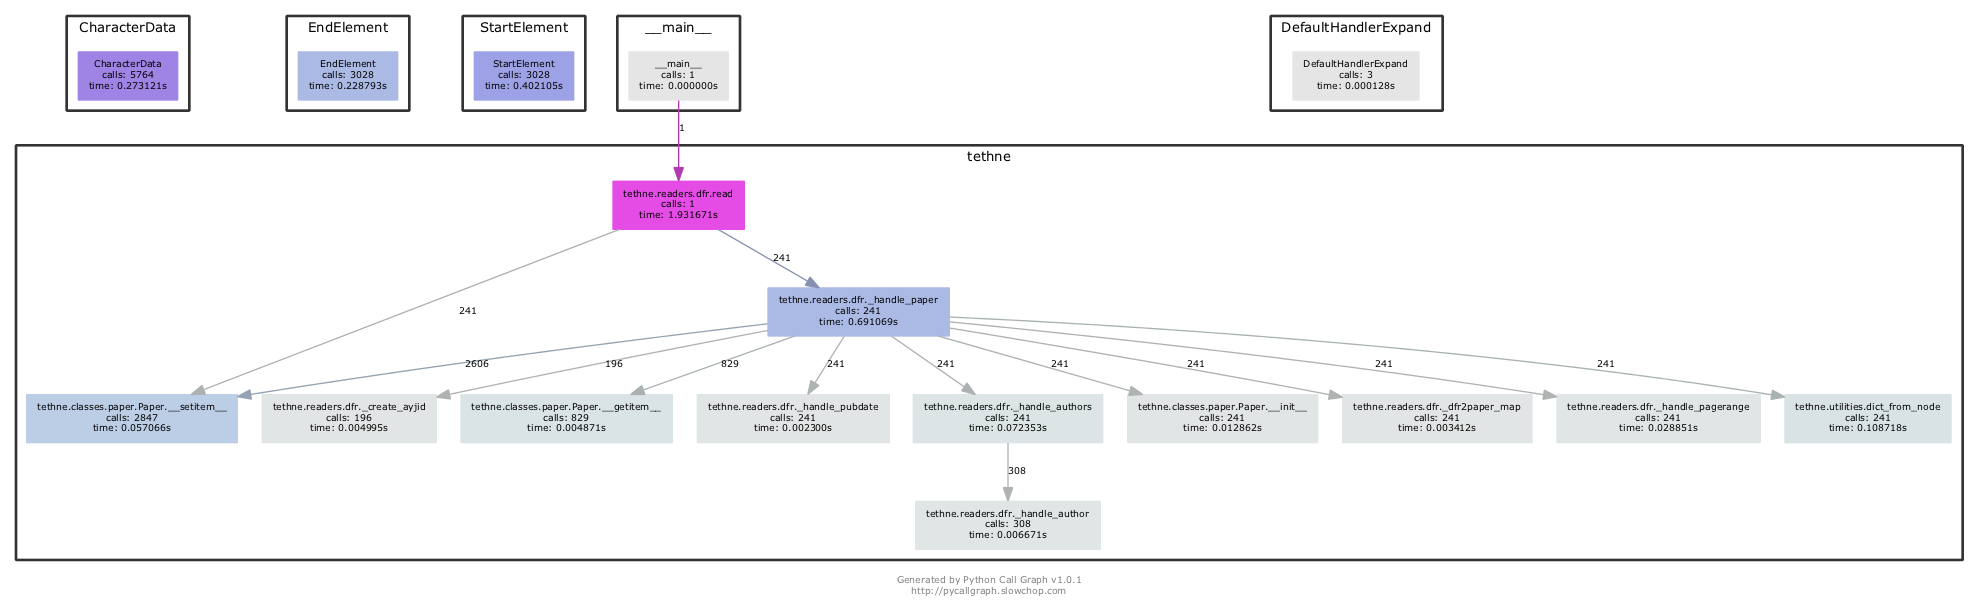 CharacterData
CharacterData
calls: 5764
time: 0.273121s
EndElement
EndElement
calls: 3028
time: 0.228793s
StartElement
StartElement
calls: 3028
time: 0.402105s
__main__
__main__
calls: 1
time: 0.000000s
DefaultHandlerExpand
DefaultHandlerExpand
calls: 3
time: 0.000128s
1
tethne
tethne.readers.dfr.read
calls: 1
time: 1.931671s
241
241
tethne.readers.dfr._handle_paper
calls: 241
time: 0.691069s
2606
196
829
241
241
241
241
241
241
tethne.classes.paper.Paper.__setitem__
calls: 2847
time: 0.057066s
tethne.readers.dfr._create_ayjid
calls: 196
time: 0.004995s
tethne.classes.paper.Paper.__getitem__
calls: 829
time: 0.004871s
tethne.readers.dfr._handle_pubdate
calls: 241
time: 0.002300s
tethne.readers.dfr._handle_authors
calls: 241
time: 0.072353s
tethne.classes.paper.Paper.__init__
calls: 241
time: 0.012862s
tethne.readers.dfr._dfr2paper_map
calls: 241
time: 0.003412s
tethne.readers.dfr._handle_pagerange
calls: 241
time: 0.028851s
tethne.utilities.dict_from_node
calls: 241
time: 0.108718s
308
tethne.readers.dfr._handle_author
calls: 308
time: 0.006671s
Generated by Python Call Graph v1.0.1
http://pycallgraph.slowchop.com